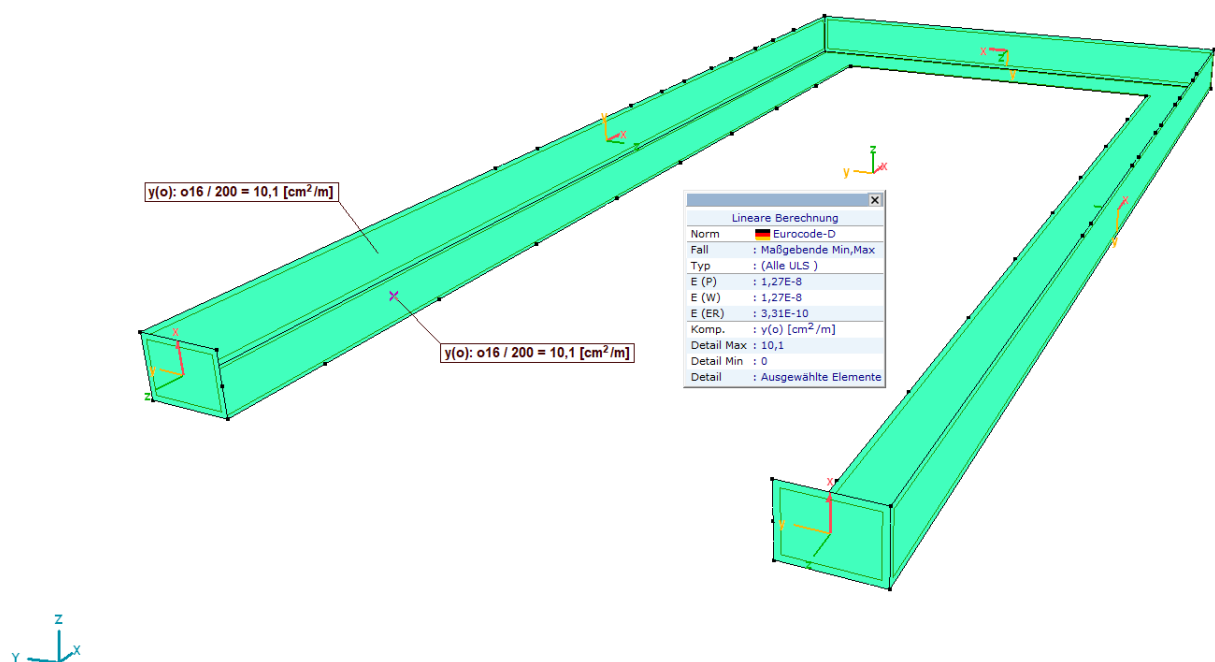 x
z
y
y
x
z
y(o): o16 / 200 = 10,1 [cm²/m]
z
y
x
x
y
Lineare Berechnung
Norm Eurocode-D
Fall : Maßgebende Min,Max
Typ : (Alle ULS )
E (P) : 1,27E-8
E (W) : 1,27E-8
E (ER) : 3,31E-10
Komp. : y(o) [cm²/m]
Detail Max : 10,1
Detail Min : 0
Detail : Ausgewählte Elemente
x
y
z
y(o): o16 / 200 = 10,1 [cm²/m]
x
y
z
Z
Y
X